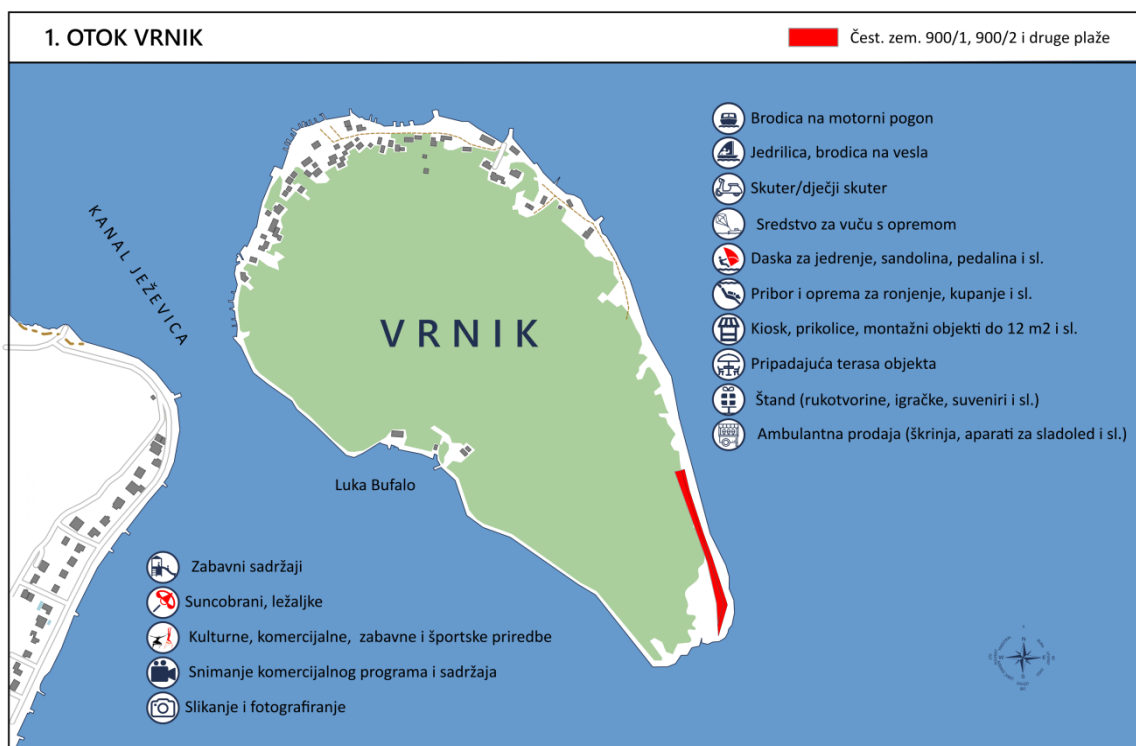 1. OTOK VRNIK
Čest. zem. 900/1, 900/2 i druge plaže
Brodica na motorni pogon
Jedrilica, brodica na vesla
Skuter/dječji skuter
Sredstvo za vuču s opremom
Daska za jedrenje, sandolina, pedalina i sl.
Pribor i oprema za ronjenje, kupanje i sl.
Kiosk, prikolice, montažni objekti do 12 m2 i sl.
Pripadajuća terasa objekta
Štand (rukotvorine, igračke, suveniri i sl.)
Ambulantna prodaja (škrinja, aparati za sladoled i sl.)
KANAL JEŽEVICA
VRNIK
Luka Bufalo
Zabavni sadržaji
Suncobrani, ležaljke
Kulturne, komercijalne, zabavne i športske priredbe
Snimanje komercijalnog programa i sadržaja
Slikanje i fotografiranje